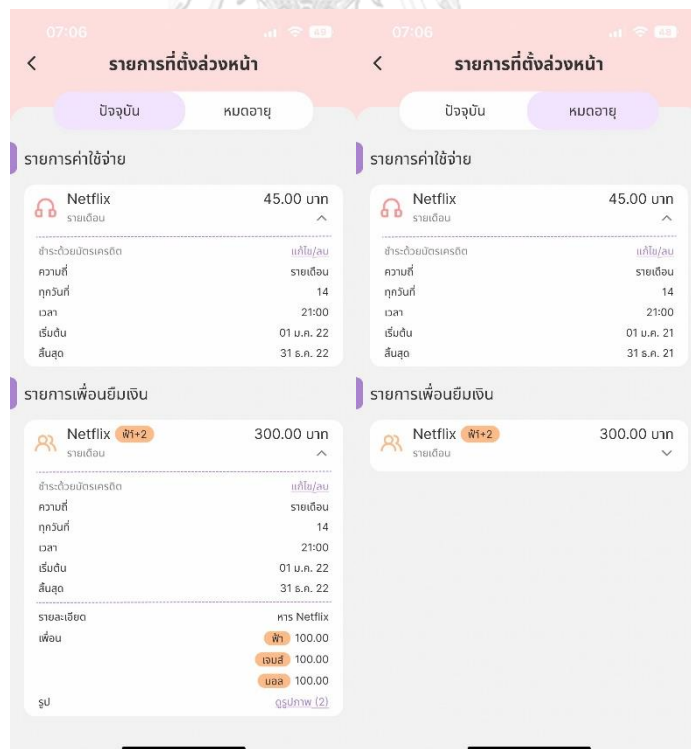 07:06
48
รายการที่ตั้งล่วงหน้า
ปัจจุบัน หมดอายุ
รายการค่าใช้จ่าย
Netflix 45.00 บาท
รายเดือน
ชำระด้วยบัตรเครดิต แก้ไข/ลบ
ความถี่ รายเดือน
ทุกวันที่ 14
เวลา 21:00
เริ่มต้น 01 ม.ค. 22
สิ้นสุด 31 ธ.ค. 22
รายการเพื่อนยืมเงิน
Netflix ฟ้า+2 300.00 บาท
รายเดือน
ชำระด้วยบัตรเครดิต แก้ไข/ลบ
ความถี่ รายเดือน
ทุกวันที่ 14
เวลา 21:00
เริ่มต้น 01 ม.ค. 22
สิ้นสุด 31 ธ.ค. 22
รายละเอียด หาร Netflix
เพื่อน ฟ้า 100.00
เจมส์ 100.00
บอล 100.00
รูป ดูรูปภาพ (2)
07:06
48
รายการที่ตั้งล่วงหน้า
ปัจจุบัน หมดอายุ
รายการค่าใช้จ่าย
Netflix 45.00 บาท
รายเดือน
ชำระด้วยบัตรเครดิต แก้ไข/ลบ
ความถี่ รายเดือน
ทุกวันที่ 14
เวลา 21:00
เริ่มต้น 01 ม.ค. 21
สิ้นสุด 31 ธ.ค. 21
รายการเพื่อนยืมเงิน
Netflix ฟ้า+2 300.00 บาท
รายเดือน